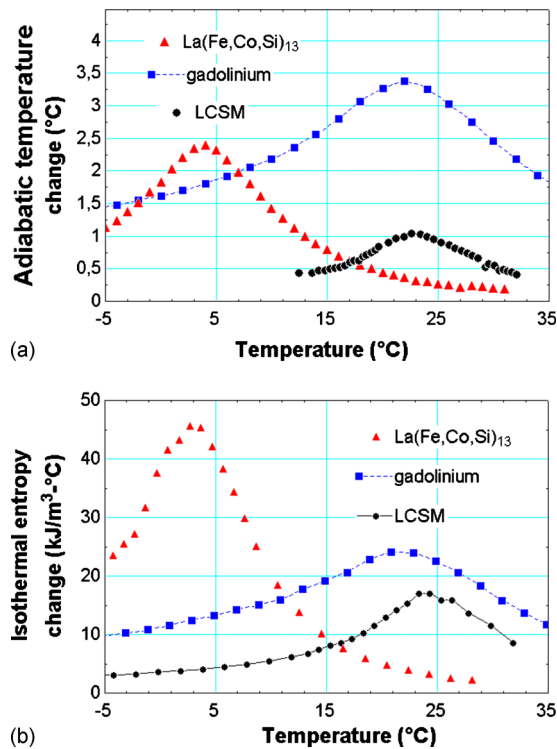 4
3.5
3
2.5
2
1.5
1
0.5
0
Adiabatic temperature
change (°C)
La(Fe,Co,Si)13
gadolinium
LCSM
-5 5 15 25 35
Temperature (°C)
(a)
50
40
30
20
10
0
Isothermal entropy
change (kJ/m3-°C)
La(Fe,Co,Si)13
gadolinium
LCSM
-5 5 15 25 35
Temperature (°C)
(b)